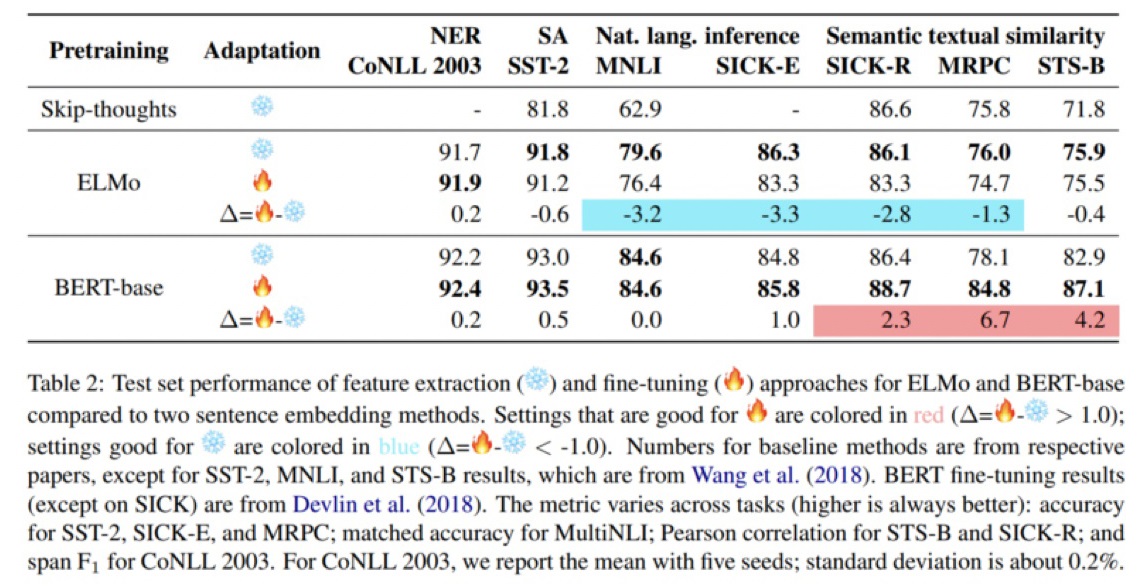 Pretraining Adaptation NER SA Nat. lang. inference Semantic textual similarity
CoNLL 2003 SST-2 MNLI SICK-E SICK-R MRPC STS-B
Skip-thoughts ❄️ - 81.8 62.9 - 86.6 75.8 71.8
❄️ 91.7 91.8 79.6 86.3 86.1 76.0 75.9
ELMo 🔥 91.9 91.2 76.4 83.3 83.3 74.7 75.5
Δ=🔥-❄️ 0.2 -0.6 -3.2 -3.3 -2.8 -1.3 -0.4
❄️ 92.2 93.0 84.6 84.8 86.4 78.1 82.9
BERT-base 🔥 92.4 93.5 84.6 85.8 88.7 84.8 87.1
Δ=🔥-❄️ 0.2 0.5 0.0 1.0 2.3 6.7 4.2
Table 2: Test set performance of feature extraction (❄️) and fine-tuning (🔥) approaches for ELMo and BERT-base
compared to two sentence embedding methods. Settings that are good for 🔥 are colored in red (Δ=🔥-❄️ > 1.0);
settings good for ❄️ are colored in blue (Δ=🔥-❄️ < -1.0). Numbers for baseline methods are from respective
papers, except for SST-2, MNLI, and STS-B results, which are from Wang et al. (2018). BERT fine-tuning results
(except on SICK) are from Devlin et al. (2018). The metric varies across tasks (higher is always better): accuracy
for SST-2, SICK-E, and MRPC; matched accuracy for MultiNLI; Pearson correlation for STS-B and SICK-R; and
span F₁ for CoNLL 2003. For CoNLL 2003, we report the mean with five seeds; standard deviation is about 0.2%.